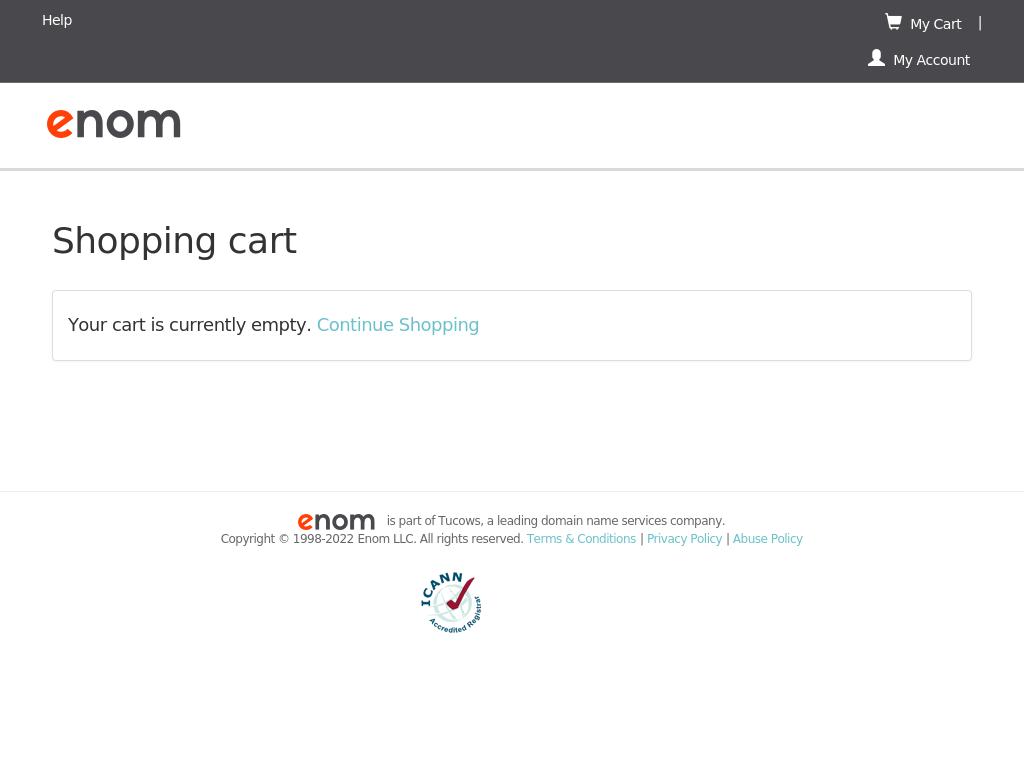 Help
My Cart |
My Account
enom
Shopping cart
Your cart is currently empty. Continue Shopping
enom is part of Tucows, a leading domain name services company.
Copyright © 1998-2022 Enom LLC. All rights reserved. Terms & Conditions | Privacy Policy | Abuse Policy
ICANN
Accredited Registrar